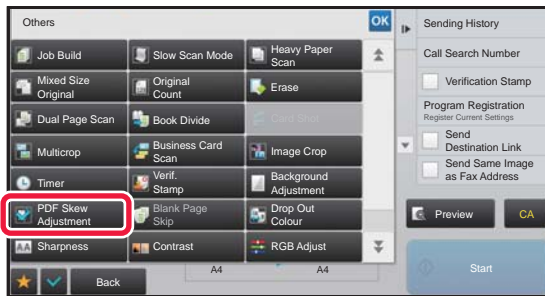 Others
OK
Job Build
Slow Scan Mode
Heavy Paper
Scan
Mixed Size
Original
Original
Count
Erase
Dual Page Scan
Book Divide
Card Shot
Multicrop
Business Card
Scan
Image Crop
Timer
Verif.
Stamp
Background
Adjustment
PDF Skew
Adjustment
Blank Page
Skip
Drop Out
Colour
Sharpness
Contrast
RGB Adjust
Back
A4
A4
Sending History
Call Search Number
Verification Stamp
Program Registration
Register Current Settings
Send
Destination Link
Send Same Image
as Fax Address
Preview
CA
Start